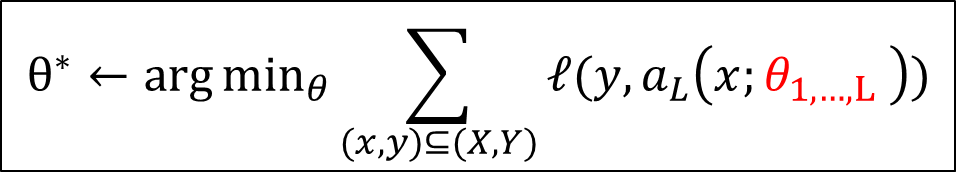 θ* ← arg min_θ ∑_{(x,y)⊆(X,Y)} ℓ(y, a_L(x; θ_{1,…,L}))